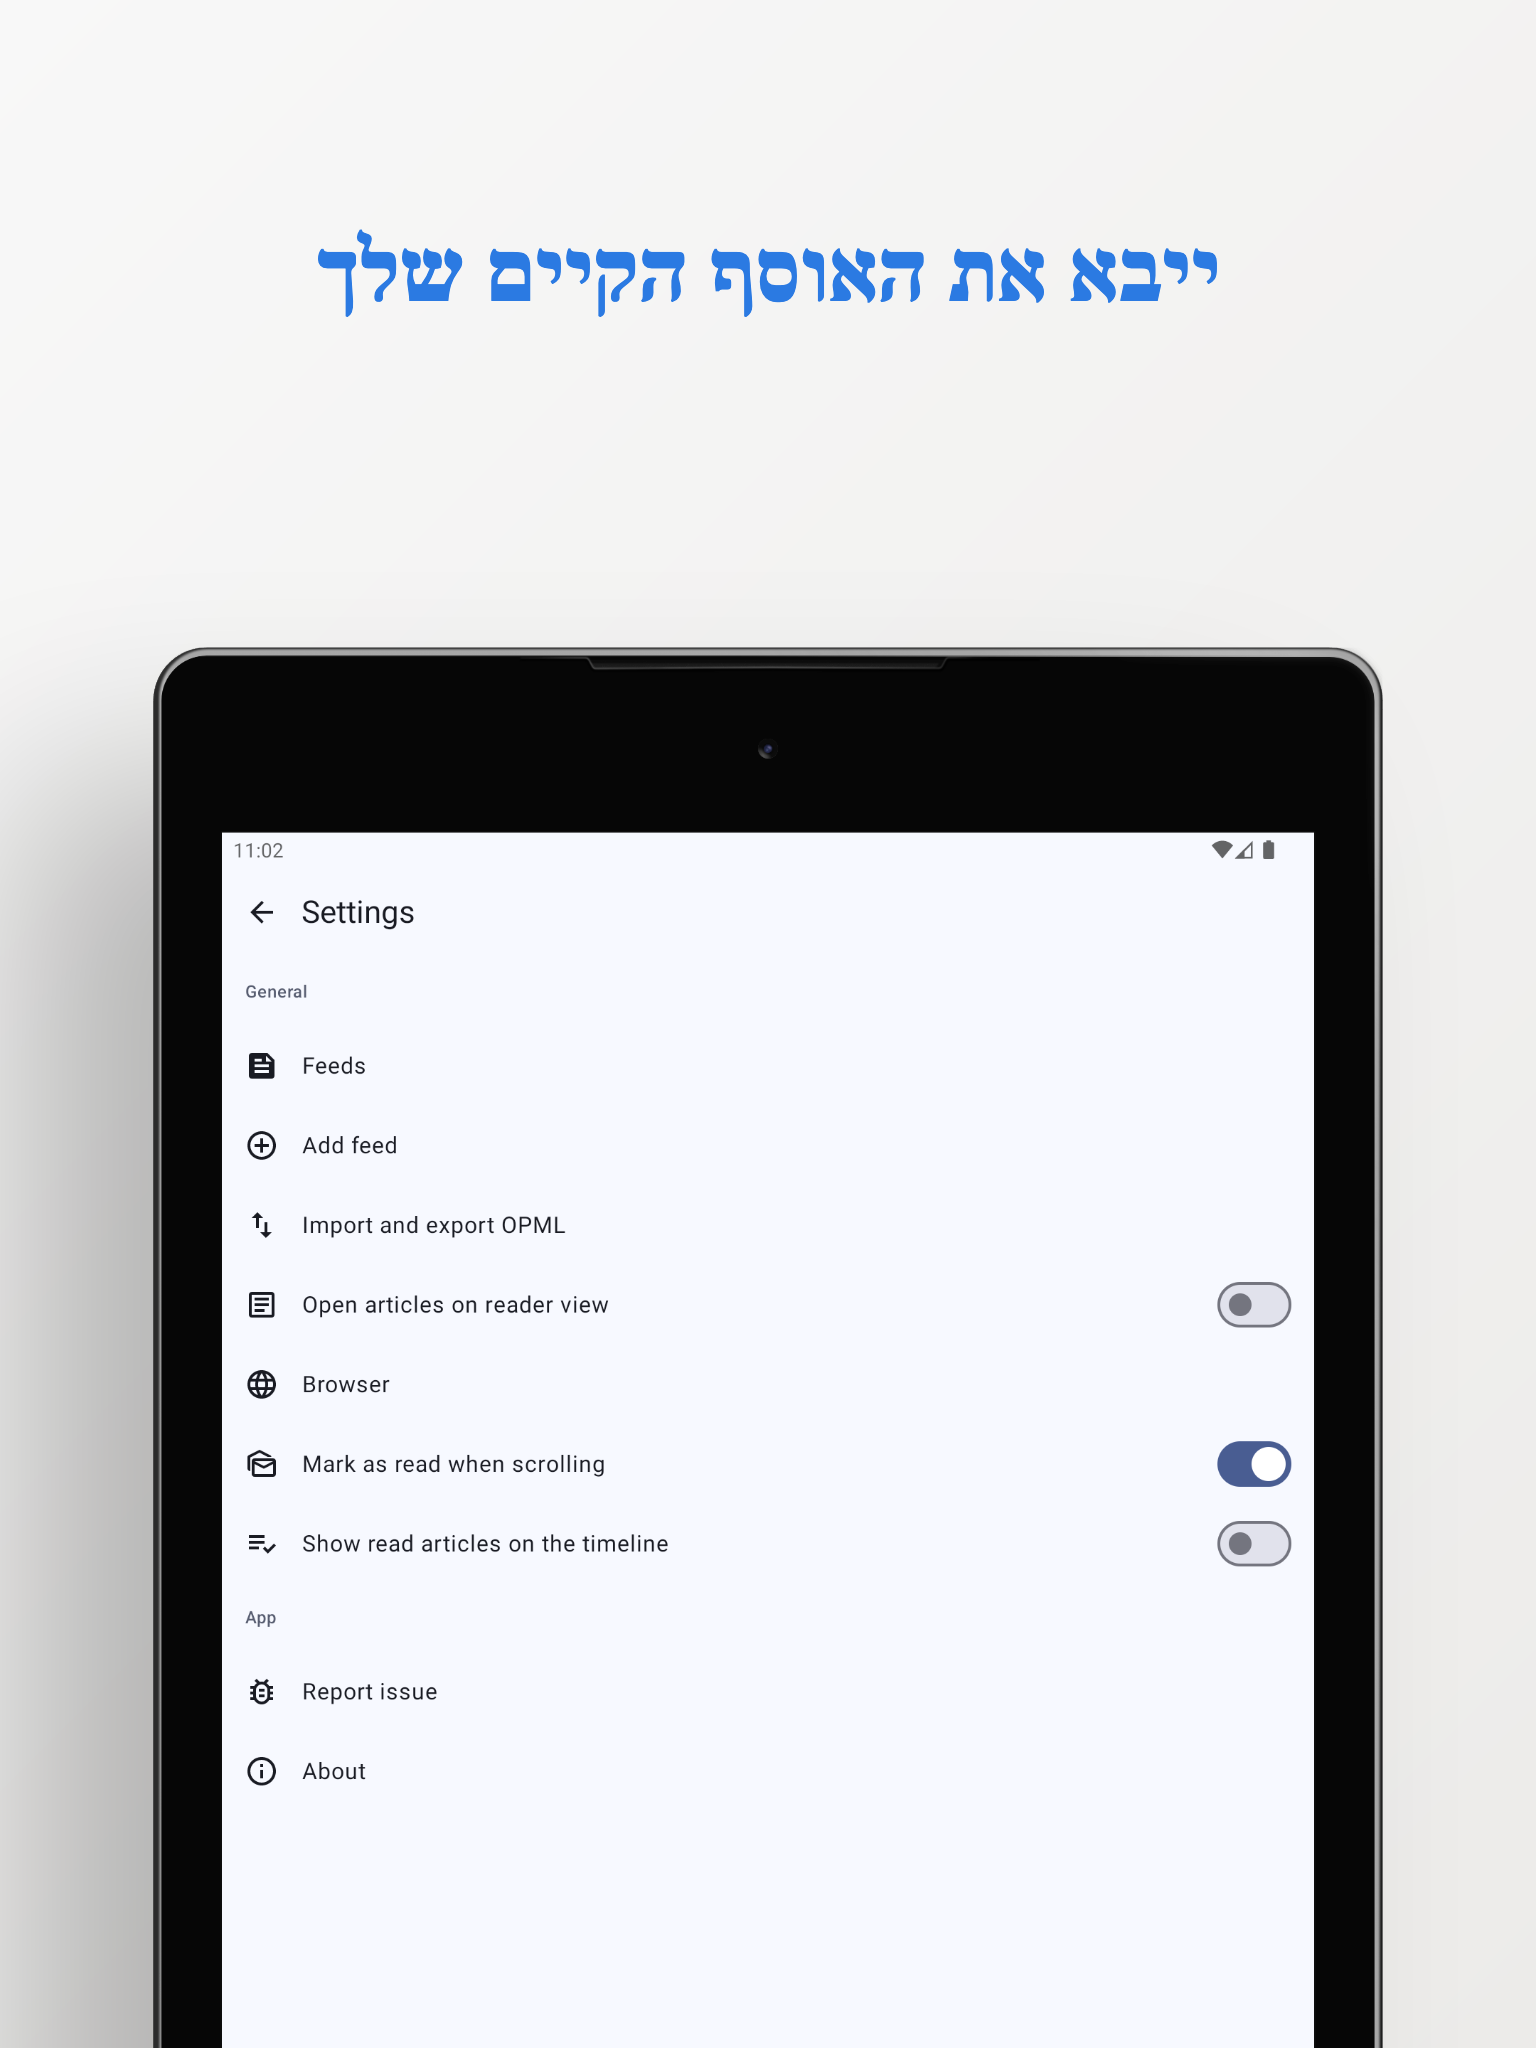 ייבא את האוסף הקיים שלך
11:02
Settings
General
Feeds
Add feed
Import and export OPML
Open articles on reader view
Browser
Mark as read when scrolling
Show read articles on the timeline
App
Report issue
About